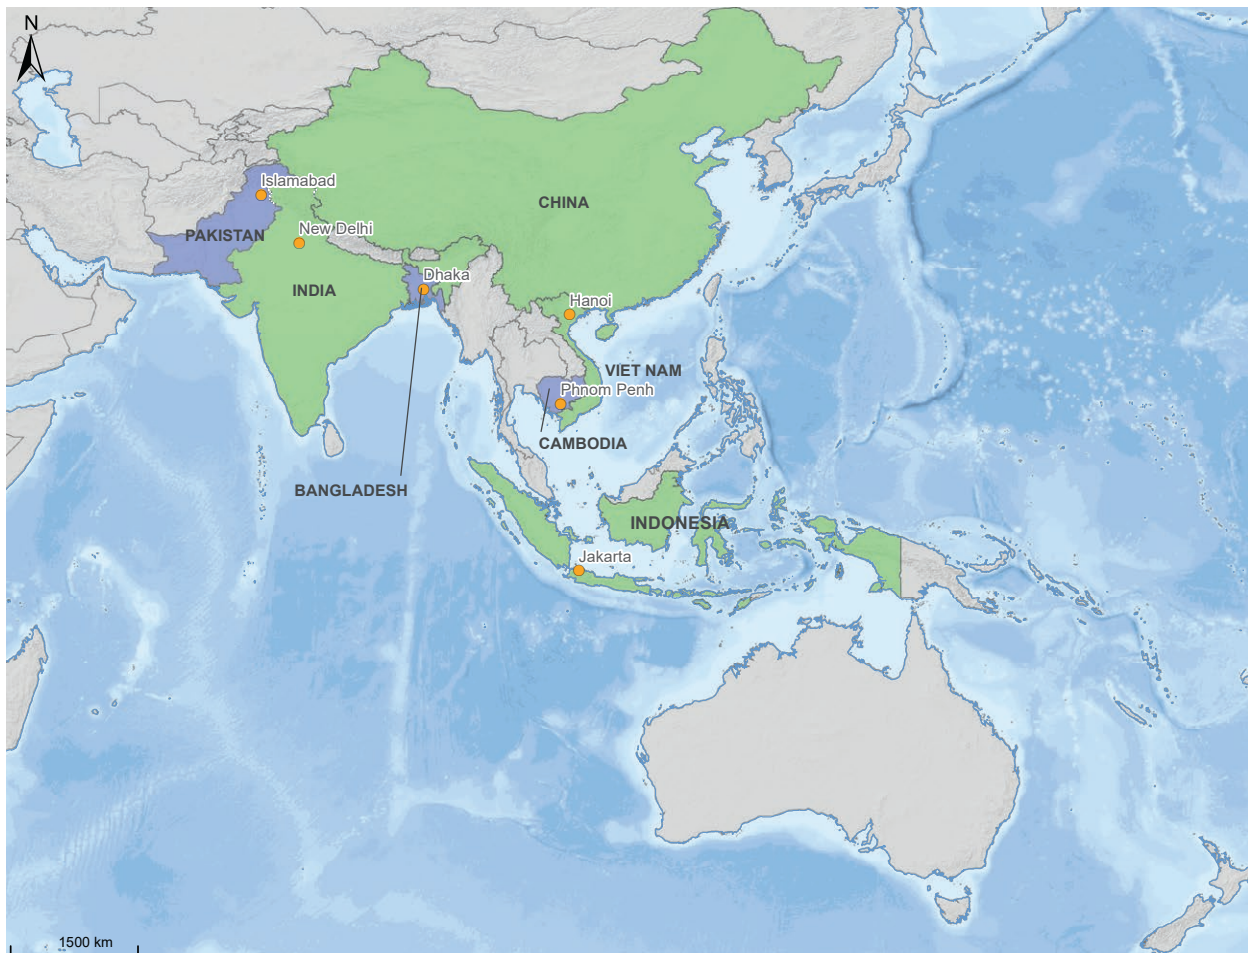 N
Islamabad
CHINA
PAKISTAN
New Delhi
Dhaka
INDIA
Hanoi
VIET NAM
Phnom Penh
CAMBODIA
BANGLADESH
INDONESIA
Jakarta
1500 km